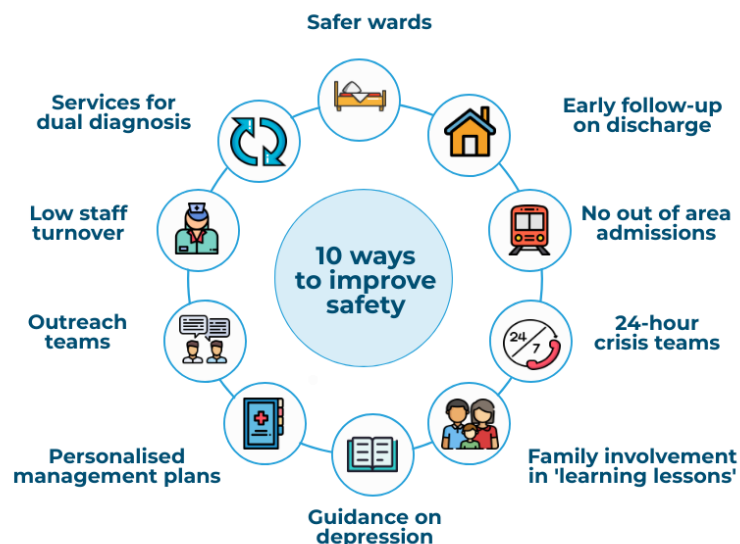 Safer wards
Early follow-up
on discharge
No out of area
admissions
24-hour
crisis teams
24
7
Family involvement
in 'learning lessons'
Guidance on
depression
Personalised
management plans
Outreach
teams
Low staff
turnover
Services for
dual diagnosis
10 ways
to improve
safety